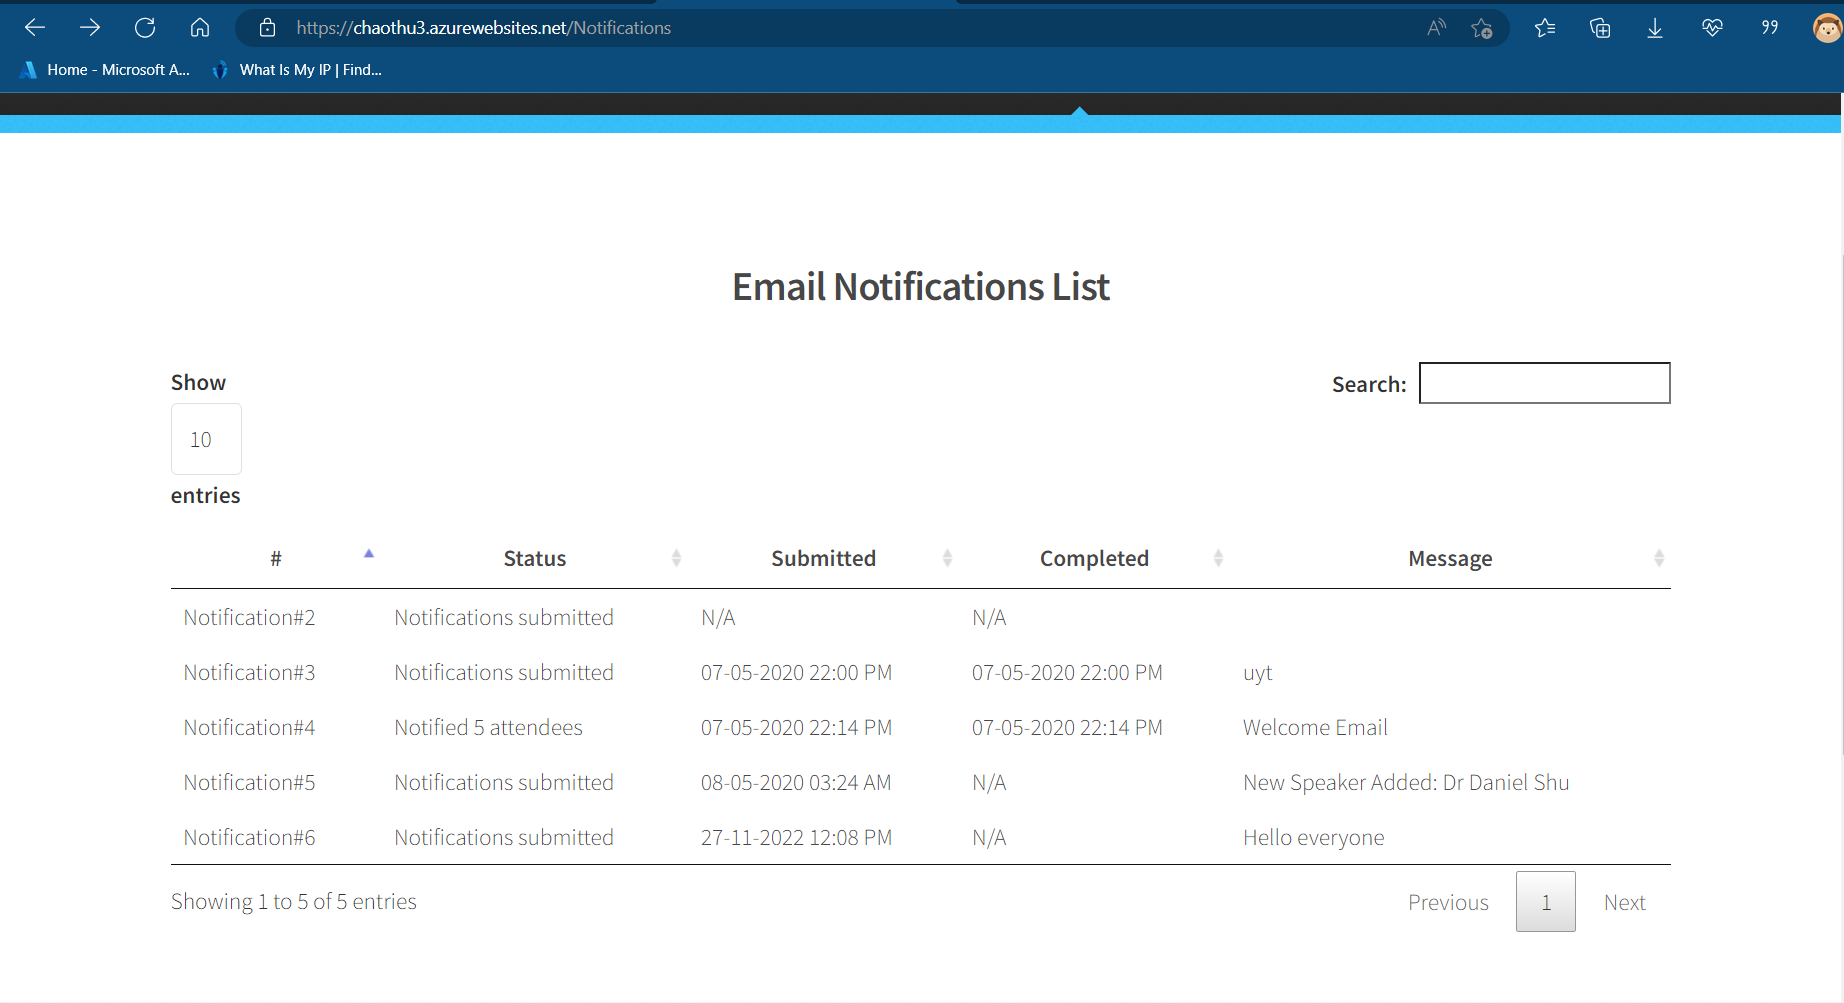 https://chaothu3.azurewebsites.net/Notifications
Home - Microsoft A...
What Is My IP | Find...
Email Notifications List
Show
10
entries
Search:
# Status Submitted Completed Message
Notification#2 Notifications submitted N/A N/A
Notification#3 Notifications submitted 07-05-2020 22:00 PM 07-05-2020 22:00 PM uyt
Notification#4 Notified 5 attendees 07-05-2020 22:14 PM 07-05-2020 22:14 PM Welcome Email
Notification#5 Notifications submitted 08-05-2020 03:24 AM N/A New Speaker Added: Dr Daniel Shu
Notification#6 Notifications submitted 27-11-2022 12:08 PM N/A Hello everyone
Showing 1 to 5 of 5 entries
Previous 1 Next